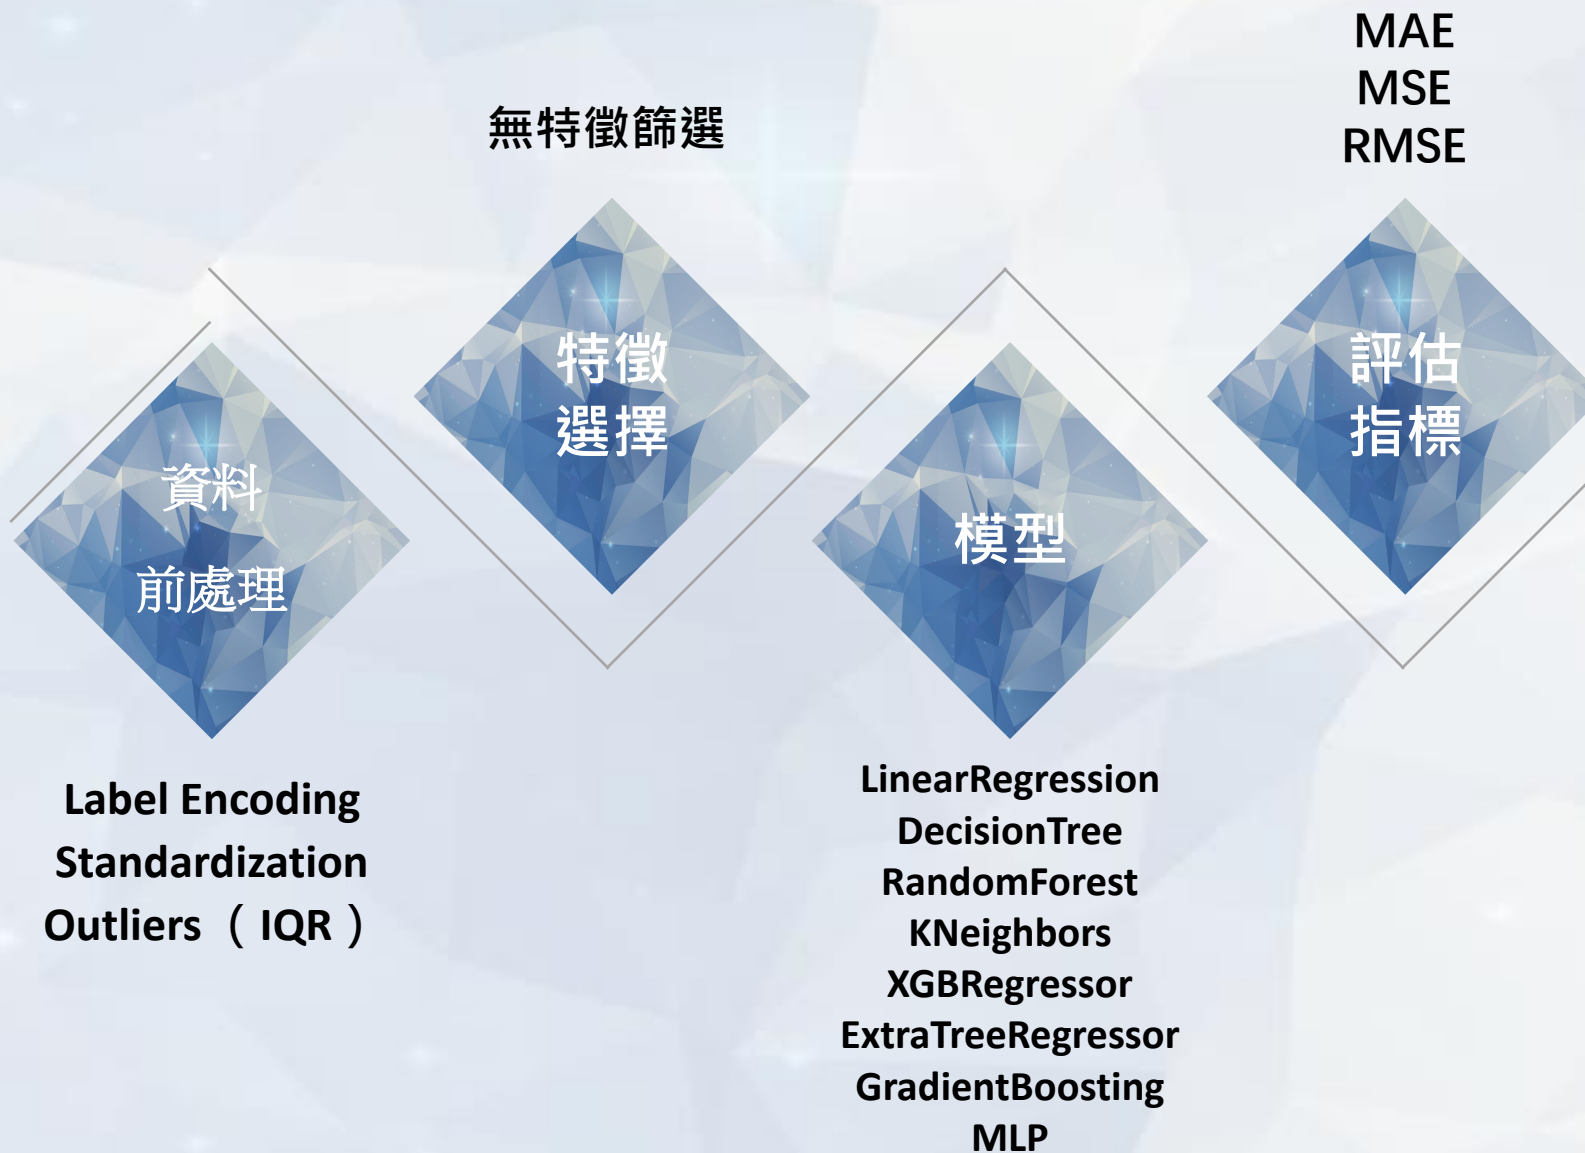 資料
前處理
Label Encoding
Standardization
Outliers （ IQR ）
無特徵篩選
特徵
選擇
模型
LinearRegression
DecisionTree
RandomForest
KNeighbors
XGBRegressor
ExtraTreeRegressor
GradientBoosting
MLP
MAE
MSE
RMSE
評估
指標